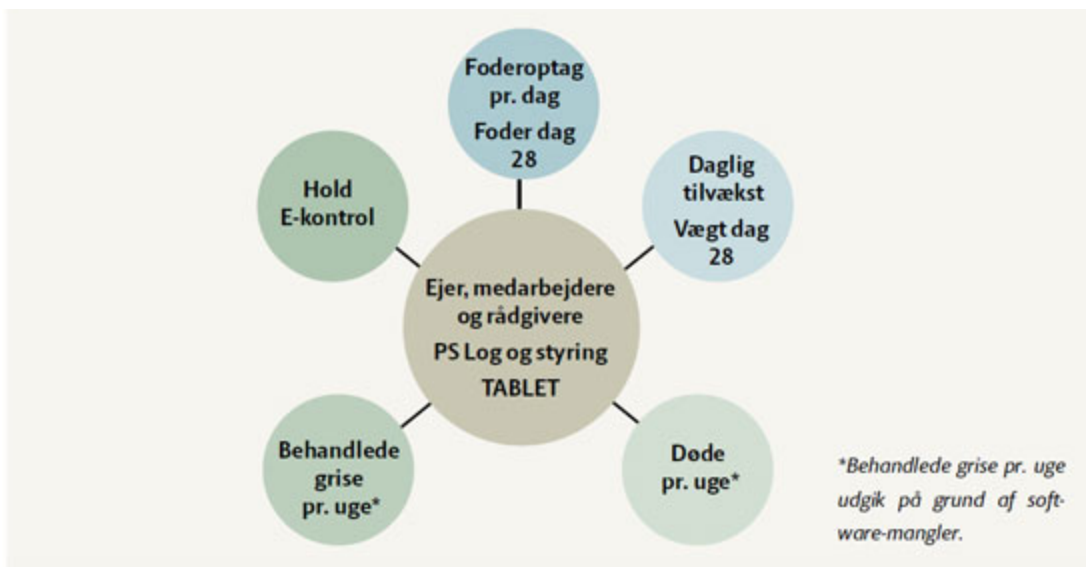 Foderoptag
pr. dag
Foder dag
28
Daglig
tilvækst
Vægt dag
28
Hold
E-kontrol
Ejer, medarbejdere
og rådgivere
PS Log og styring
TABLET
Behandlede
grise
pr. uge*
Døde
pr. uge*
*Behandlede grise pr. uge
udgik på grund af soft-
ware-mangler.